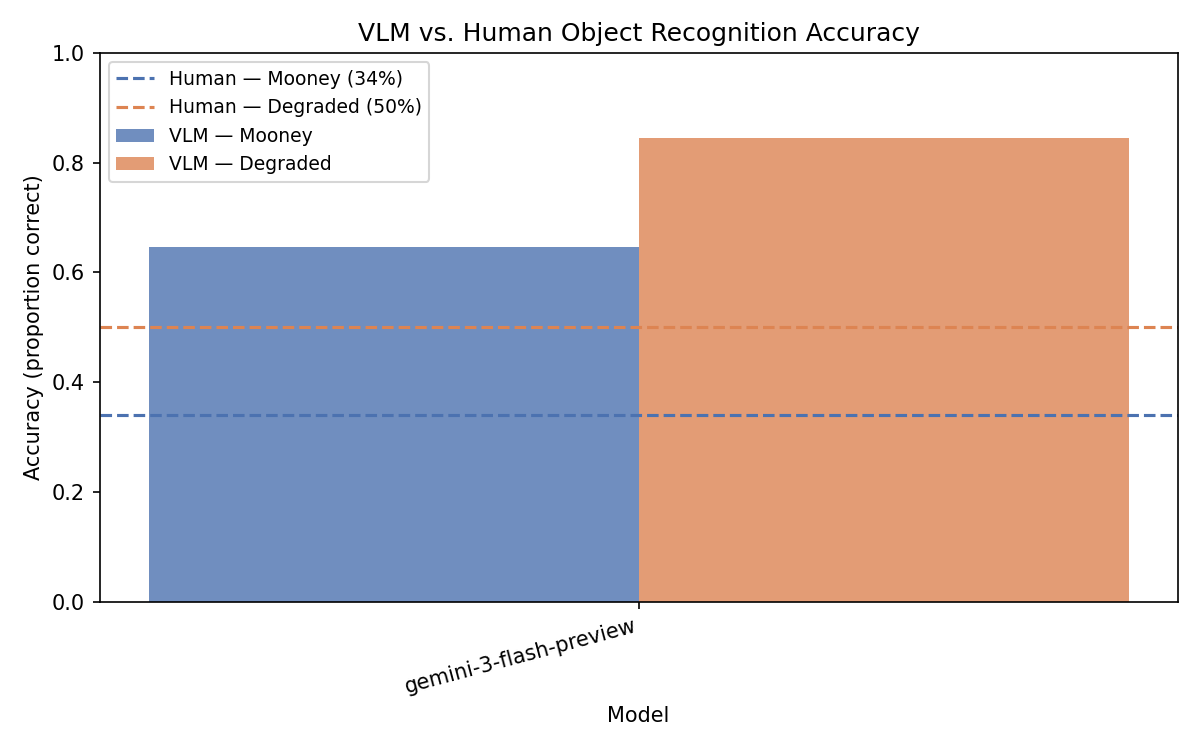 VLM vs. Human Object Recognition Accuracy
1.0
0.8
0.6
0.4
0.2
0.0
Accuracy (proportion correct)
Human — Mooney (34%)
Human — Degraded (50%)
VLM — Mooney
VLM — Degraded
gemini-3-flash-preview
Model